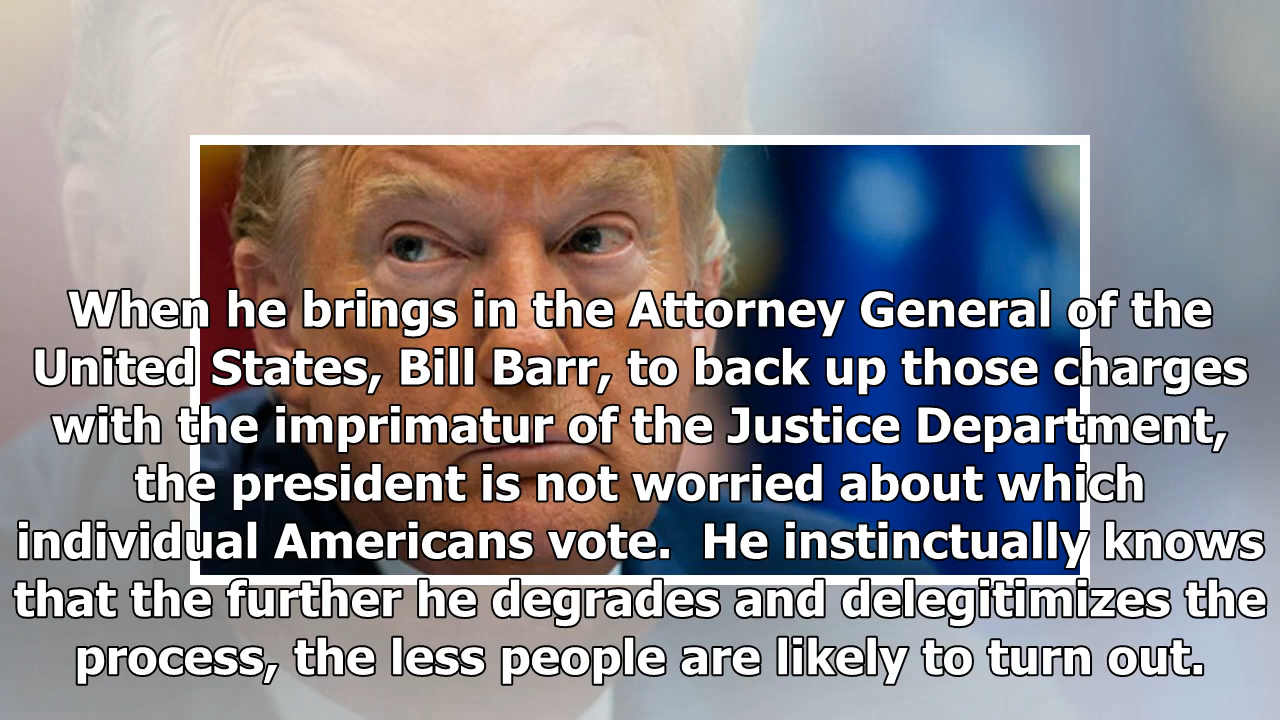 When he brings in the Attorney General of the
United States, Bill Barr, to back up those charges
with the imprimatur of the Justice Department,
the president is not worried about which
individual Americans vote.  He instinctually knows
that the further he degrades and delegitimizes the
process, the less people are likely to turn out.